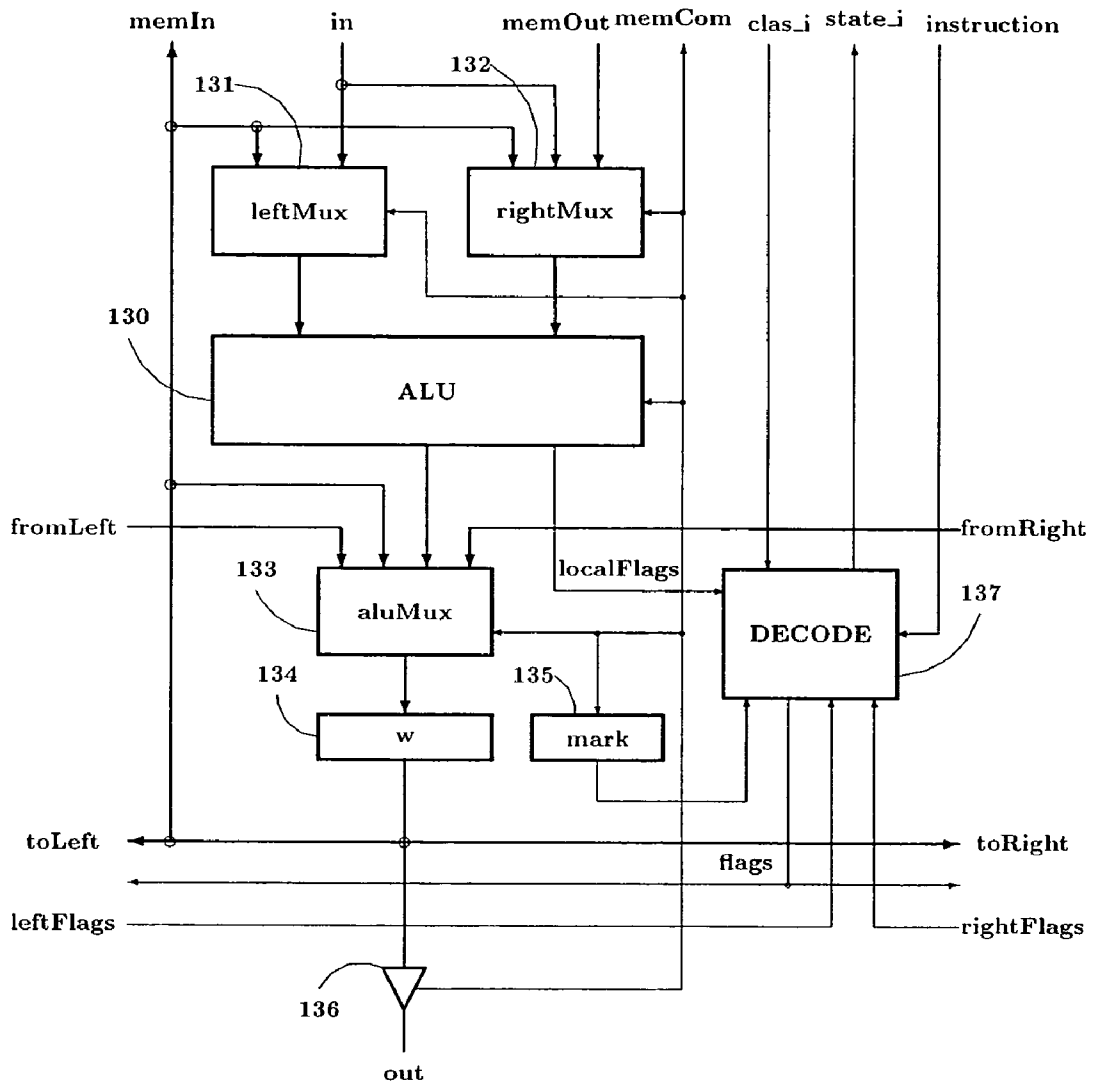 memIn in memOut memCom clas_i state_i instruction
131 132
leftMux rightMux
130
ALU
fromLeft fromRight
localFlags
133 137
aluMux DECODE
134 135
w mark
toLeft toRight
flags
leftFlags rightFlags
136
out